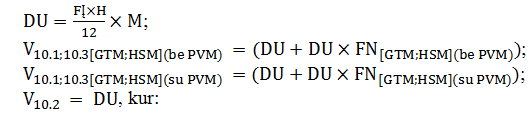 DU = FĮ×H/12 × M;
V10.1;10.3[GTM;HSM](be PVM) = (DU + DU × FN[GTM;HSM](be PVM));
V10.1;10.3[GTM;HSM](su PVM) = (DU + DU × FN[GTM;HSM](su PVM));
V10.2 = DU, kur: